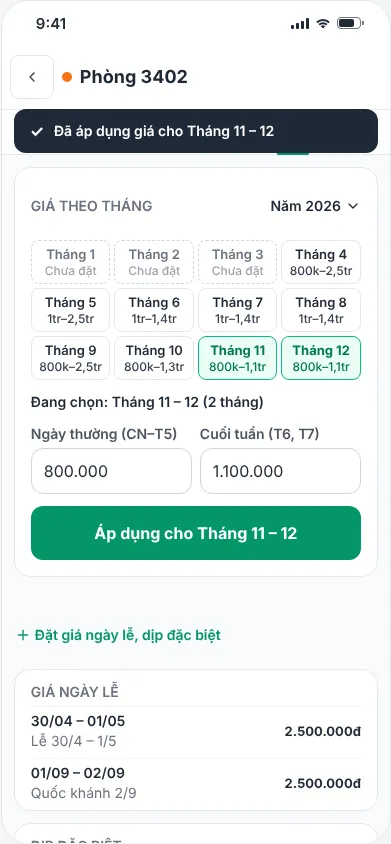 9:41
Phòng 3402
Đã áp dụng giá cho Tháng 11 – 12
GIÁ THEO THÁNG
Năm 2026
Tháng 1
Chưa đặt
Tháng 2
Chưa đặt
Tháng 3
Chưa đặt
Tháng 4
800k–2,5tr
Tháng 5
1tr–2,5tr
Tháng 6
1tr–1,4tr
Tháng 7
1tr–1,4tr
Tháng 8
1tr–1,4tr
Tháng 9
800k–2,5tr
Tháng 10
800k–1,3tr
Tháng 11
800k–1,1tr
Tháng 12
800k–1,1tr
Đang chọn: Tháng 11 – 12 (2 tháng)
Ngày thường (CN–T5)
Cuối tuần (T6, T7)
800.000
1.100.000
Áp dụng cho Tháng 11 – 12
+ Đặt giá ngày lễ, dịp đặc biệt
GIÁ NGÀY LỄ
30/04 – 01/05
Lễ 30/4 – 1/5
2.500.000đ
01/09 – 02/09
Quốc khánh 2/9
2.500.000đ
DỊP ĐẶC BIỆT